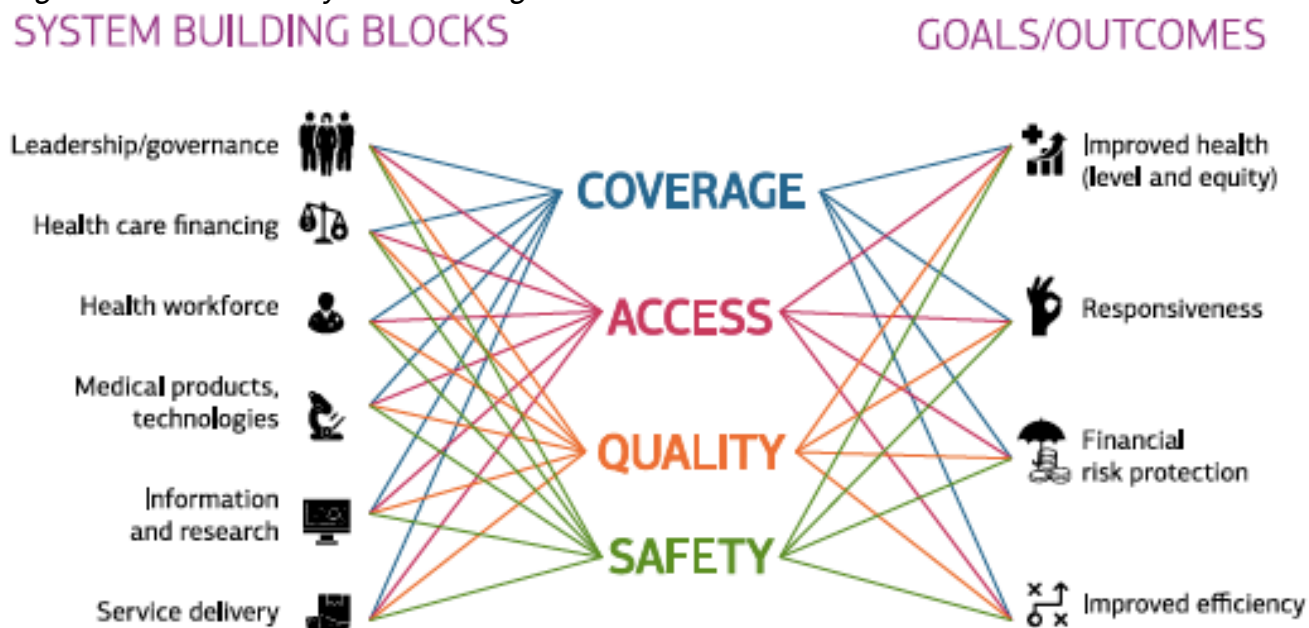 SYSTEM BUILDING BLOCKS
GOALS/OUTCOMES
Leadership/governance
Health care financing
Health workforce
Medical products,
technologies
Information
and research
Service delivery
COVERAGE
ACCESS
QUALITY
SAFETY
Improved health
(level and equity)
Responsiveness
Financial
risk protection
Improved efficiency